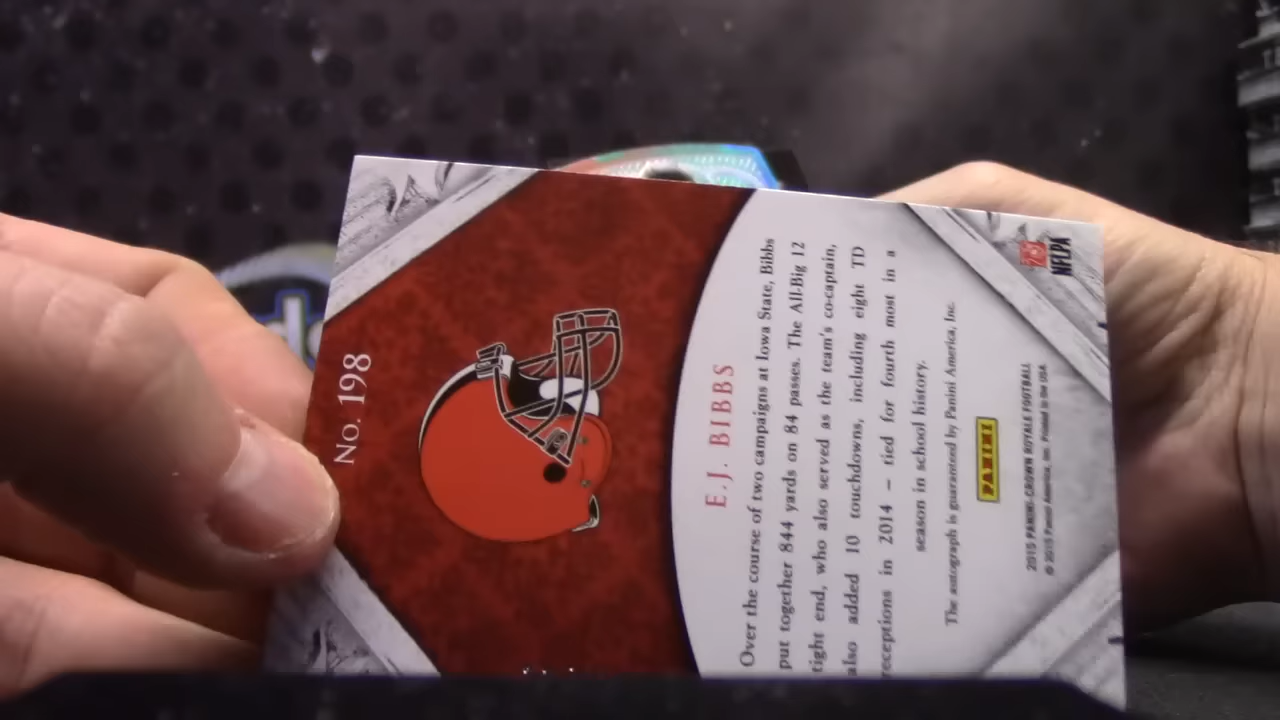 No. 198
E.J. BIBBS
Over the course of two campaigns at Iowa State, Bibbs
put together 844 yards on 84 passes. The All-Big 12
tight end, who also served as the team's co-captain,
also added 10 touchdowns, including eight TD
receptions in 2014 – tied for fourth most in a
season in school history.
The autograph is guaranteed by Panini America, Inc.
PANINI
2015 PANINI-CROWN ROYALE FOOTBALL
© 2015 Panini America, Inc. Printed in the USA
NFLPA
ds